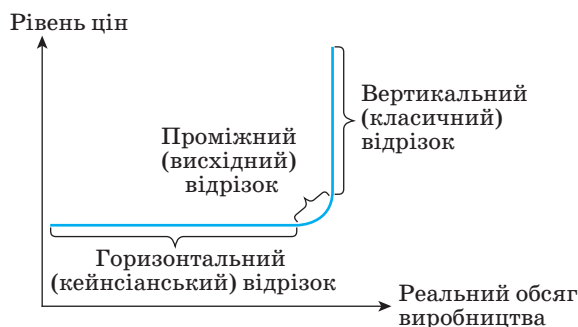 Рівень цін
Вертикальний
(класичний)
відрізок
Проміжний
(висхідний)
відрізок
Горизонтальний
(кейнсіанський) відрізок
Реальний обсяг
виробництва